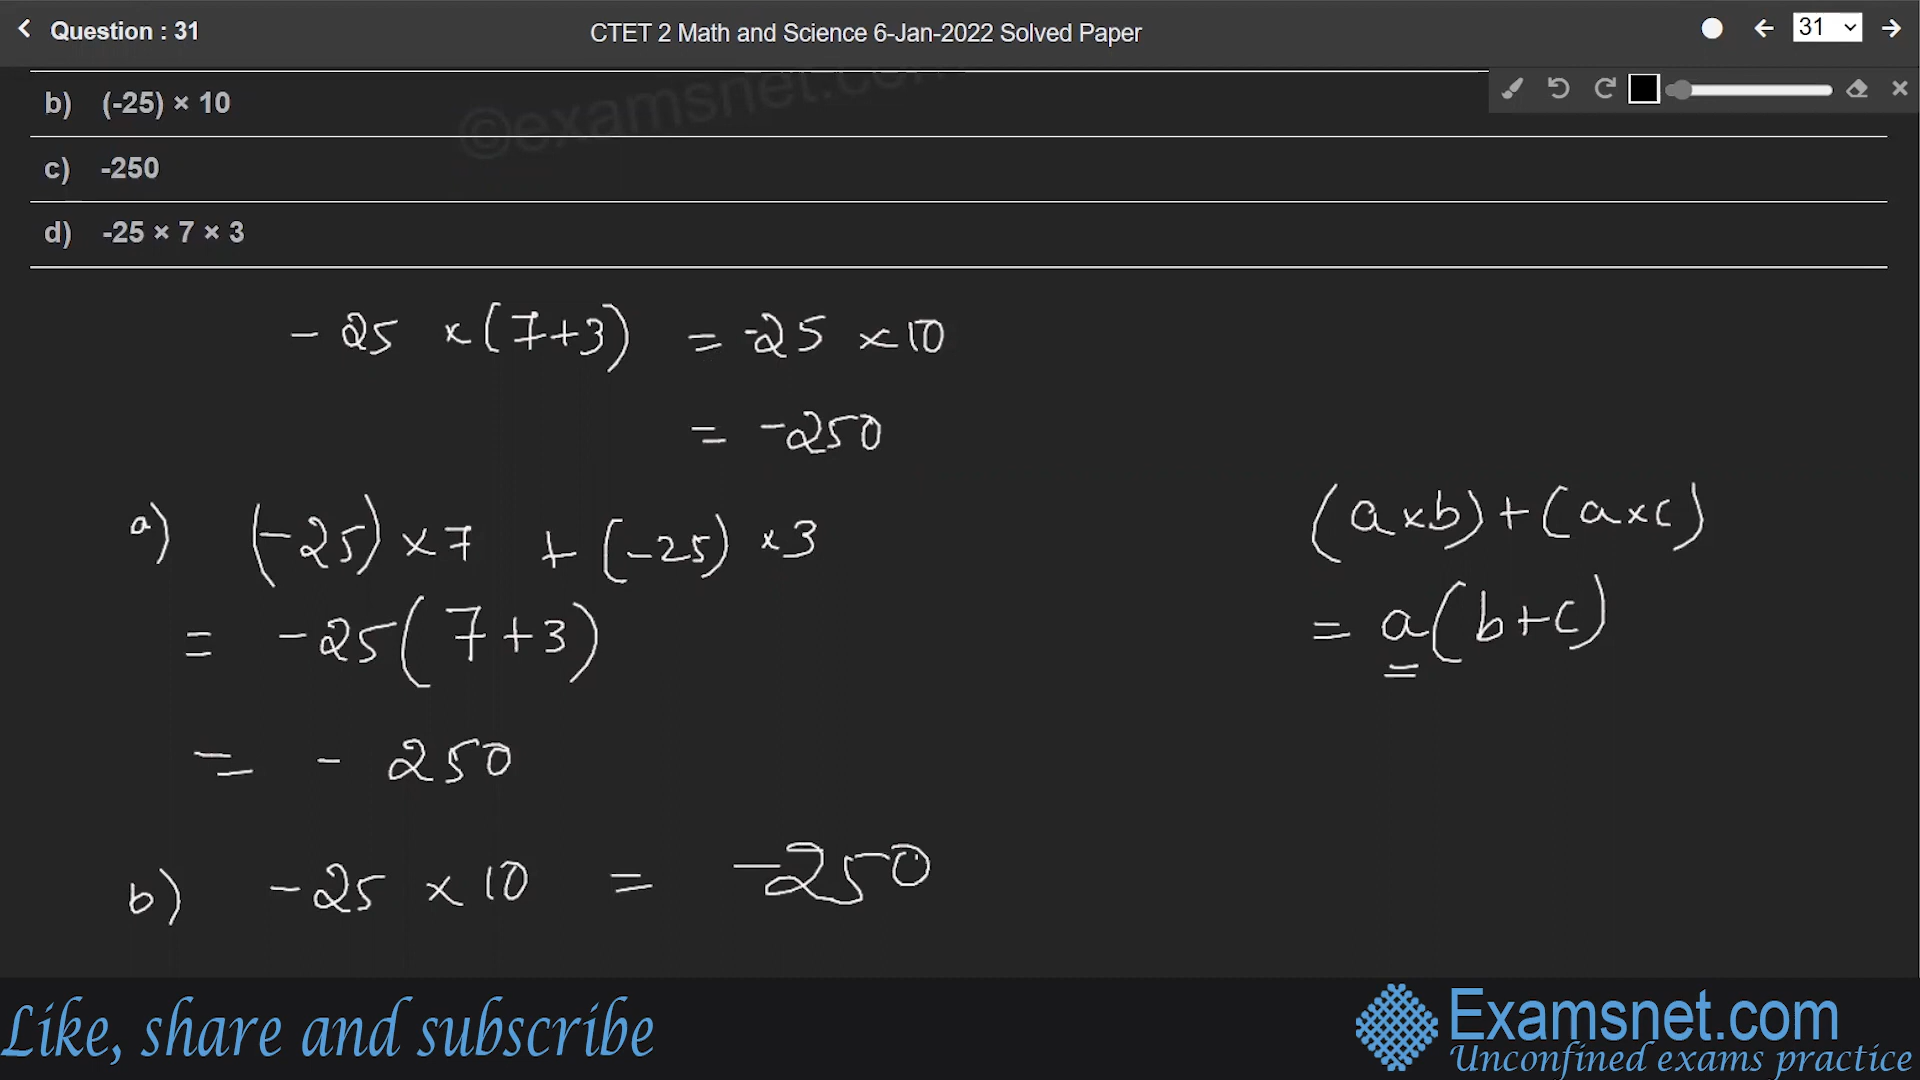 Question : 31
CTET 2 Math and Science 6-Jan-2022 Solved Paper
31
©examsnet.com
b) (-25) × 10
c) -250
d) -25 × 7 × 3
- 25 ×(7+3) = -25 ×10
= -250
a) (-25) ×7 + (-25) ×3
= -25(7+3)
= - 250
b) -25 ×10 = -250
(a×b)+(a×c)
= a(b+c)
Like, share and subscribe
Examsnet.com
Unconfined exams practice